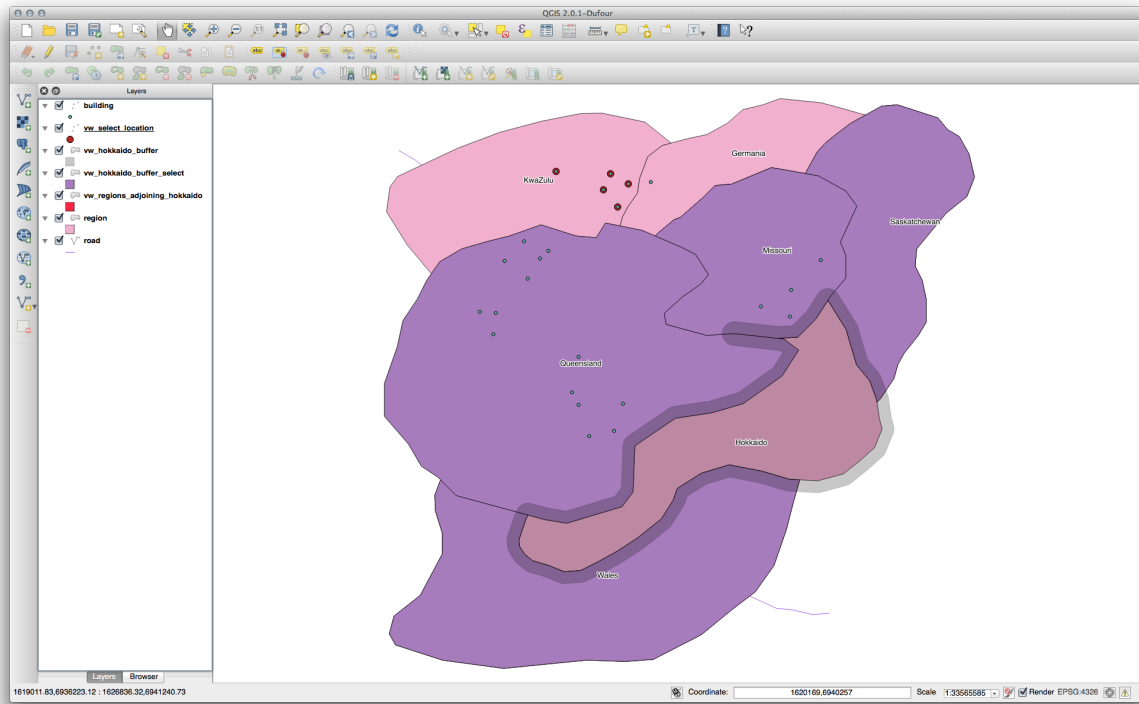 QGIS 2.0.1-Dufour
Layers
building
vw_select_location
vw_hokkaido_buffer
vw_hokkaido_buffer_select
vw_regions_adjoining_hokkaido
region
road
Germania
KwaZulu
Saskatchewan
Missouri
Queensland
Hokkaido
Wales
Layers Browser
1619011.83,6936223.12 : 1626836.32,6941240.73 Coordinate: 1620169,6940257 Scale 1:33565585 Render EPSG:4326